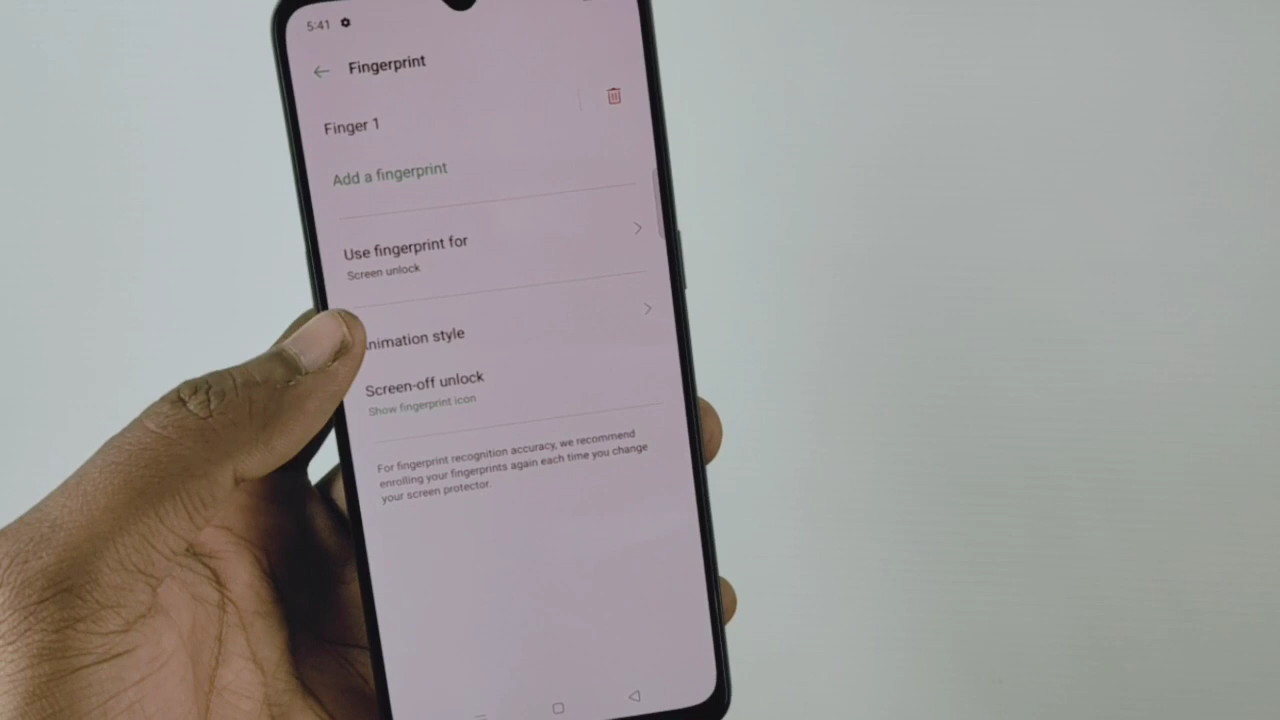 5:41
Fingerprint
Finger 1
Add a fingerprint
Use fingerprint for
Screen unlock
nimation style
Screen-off unlock
Show fingerprint icon
For fingerprint recognition accuracy, we recommend
enrolling your fingerprints again each time you change
your screen protector.